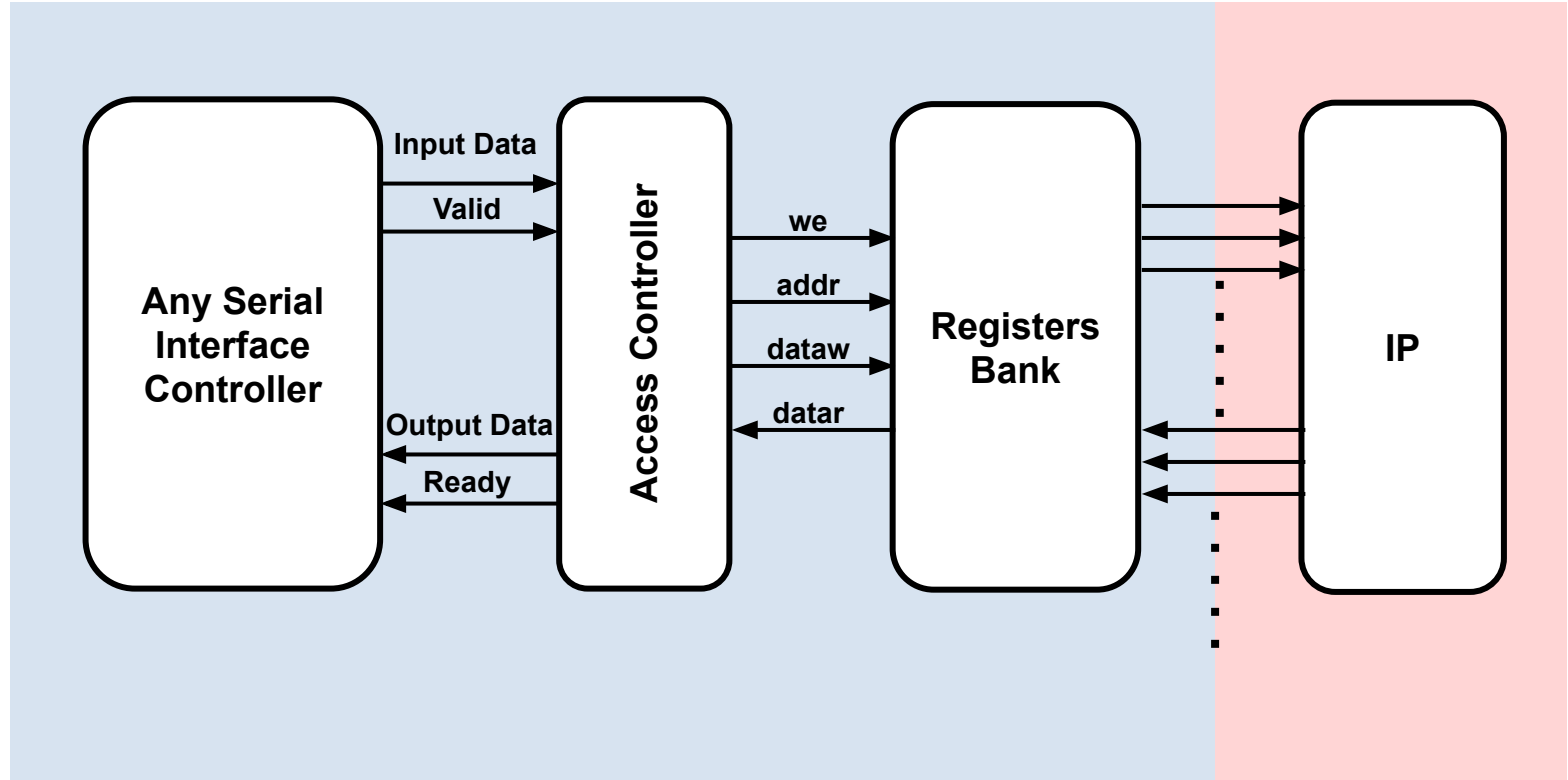 Any Serial
Interface
Controller
Input Data
Valid
Output Data
Ready
Access Controller
we
addr
dataw
datar
Registers
Bank
IP